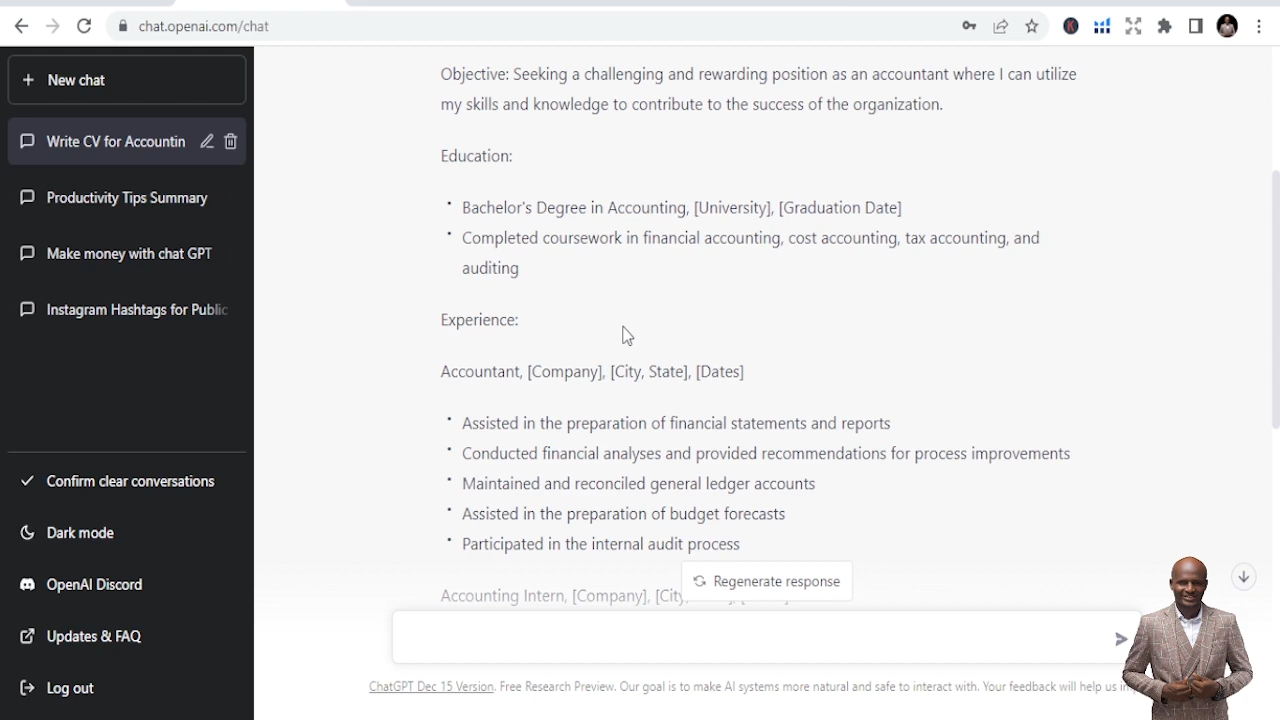 chat.openai.com/chat
New chat
Write CV for Accountin
Productivity Tips Summary
Make money with chat GPT
Instagram Hashtags for Public
Confirm clear conversations
Dark mode
OpenAI Discord
Updates & FAQ
Log out
Objective: Seeking a challenging and rewarding position as an accountant where I can utilize
my skills and knowledge to contribute to the success of the organization.
Education:
Bachelor's Degree in Accounting, [University], [Graduation Date]
Completed coursework in financial accounting, cost accounting, tax accounting, and
auditing
Experience:
Accountant, [Company], [City, State], [Dates]
Assisted in the preparation of financial statements and reports
Conducted financial analyses and provided recommendations for process improvements
Maintained and reconciled general ledger accounts
Assisted in the preparation of budget forecasts
Participated in the internal audit process
Regenerate response
Accounting Intern, [Company], [City,
ChatGPT Dec 15 Version. Free Research Preview. Our goal is to make AI systems more natural and safe to interact with. Your feedback will help us